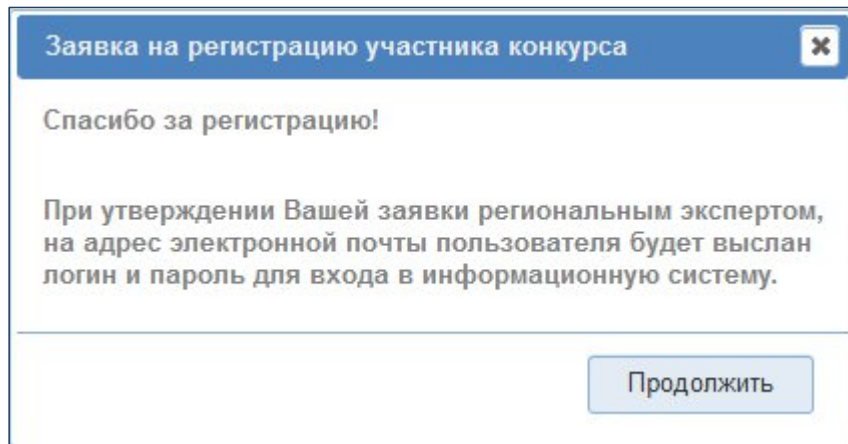 Заявка на регистрацию участника конкурса
Спасибо за регистрацию!
При утверждении Вашей заявки региональным экспертом,
на адрес электронной почты пользователя будет выслан
логин и пароль для входа в информационную систему.
Продолжить